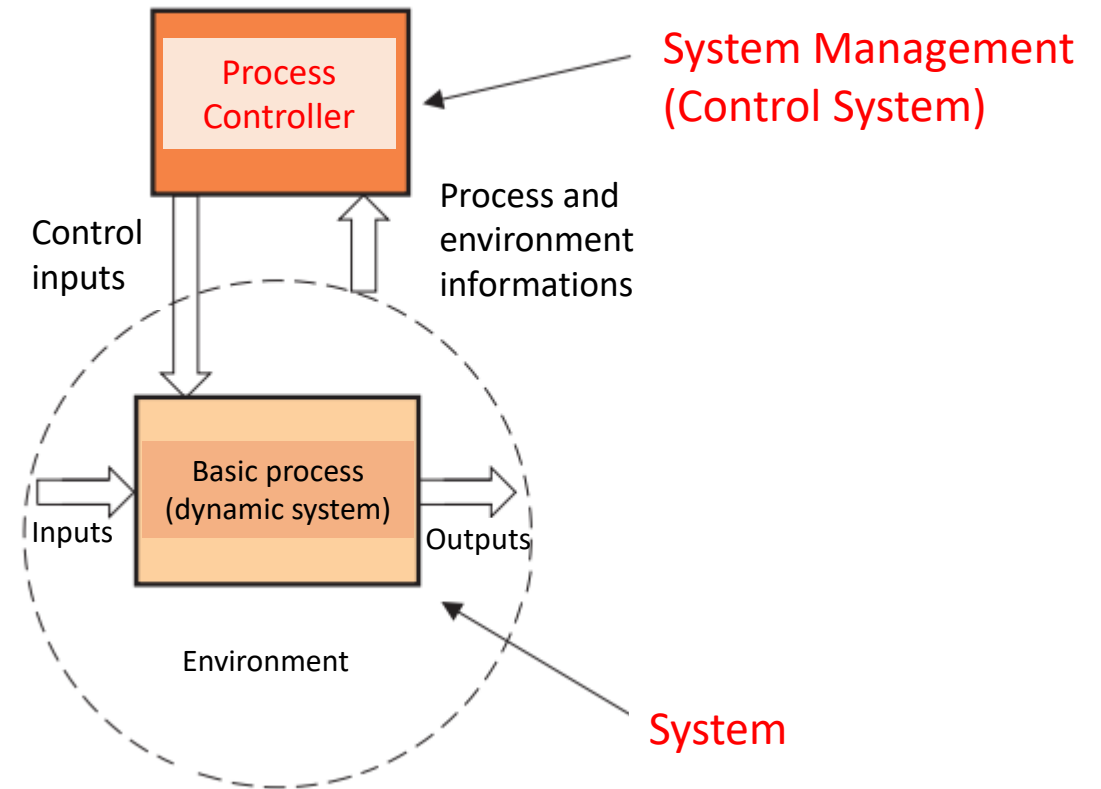 Process
Controller
System Management
(Control System)
Control
inputs
Process and
environment
informations
Basic process
(dynamic system)
Inputs
Outputs
Environment
System